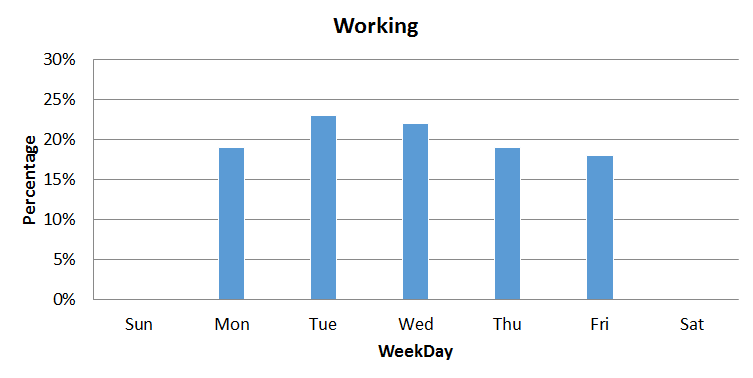 Working
30%
25%
20%
15%
10%
5%
0%
Percentage
Sun Mon Tue Wed Thu Fri Sat
WeekDay